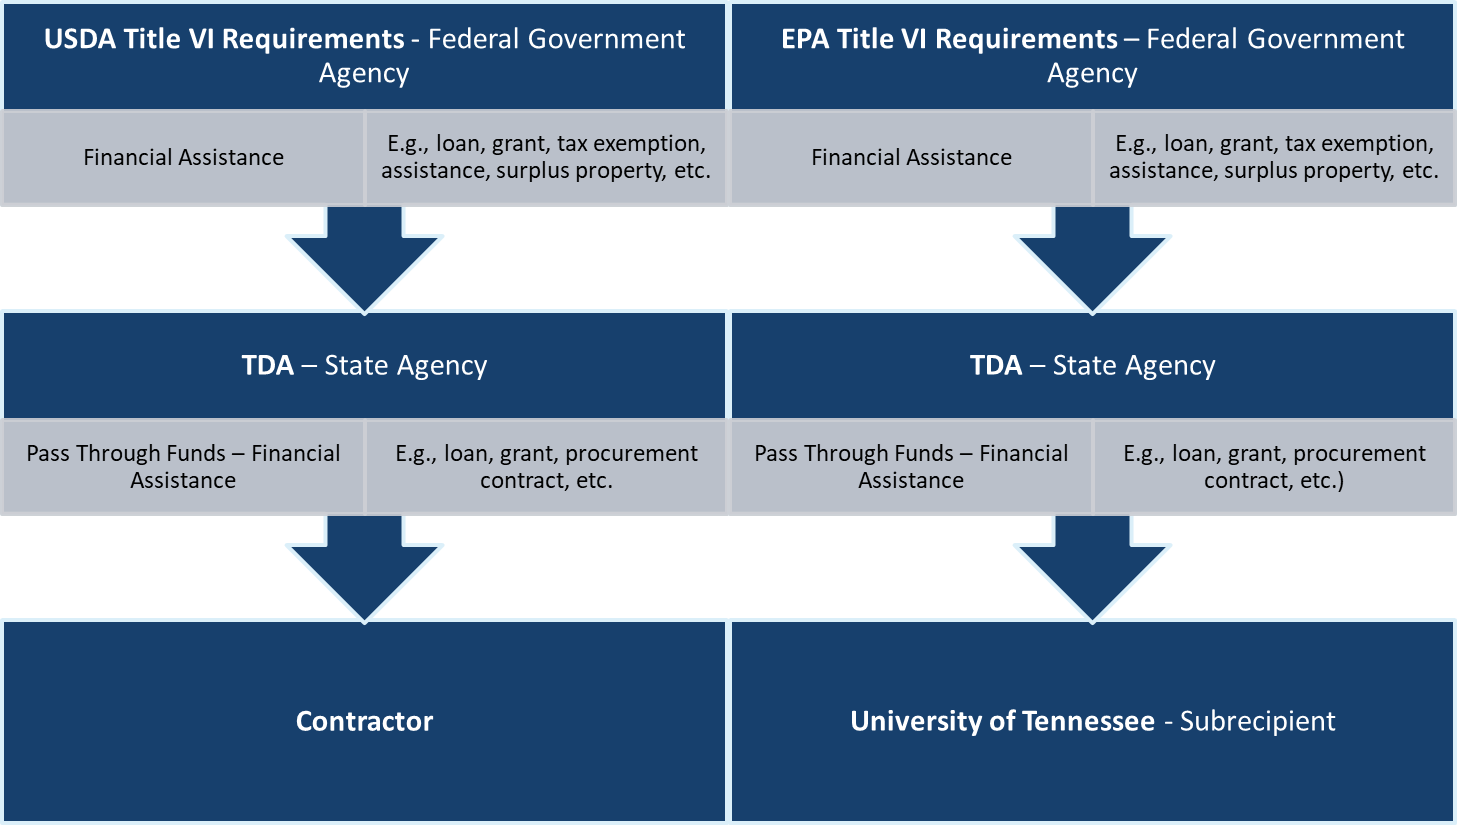 USDA Title VI Requirements - Federal Government
Agency
Financial Assistance
E.g., loan, grant, tax exemption,
assistance, surplus property, etc.
TDA – State Agency
Pass Through Funds – Financial
Assistance
E.g., loan, grant, procurement
contract, etc.
Contractor
EPA Title VI Requirements – Federal Government
Agency
Financial Assistance
E.g., loan, grant, tax exemption,
assistance, surplus property, etc.
TDA – State Agency
Pass Through Funds – Financial
Assistance
E.g., loan, grant, procurement
contract, etc.)
University of Tennessee - Subrecipient